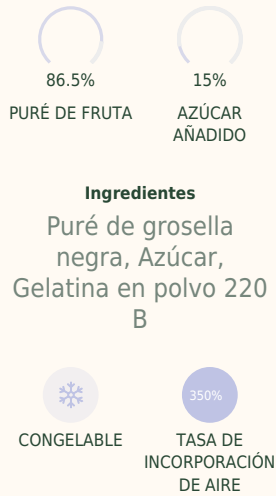 86.5%
15%
PURÉ DE FRUTA
AZÚCAR
AÑADIDO
Ingredientes
Puré de grosella
negra, Azúcar,
Gelatina en polvo 220
B
350%
CONGELABLE
TASA DE
INCORPORACIÓN
DE AIRE